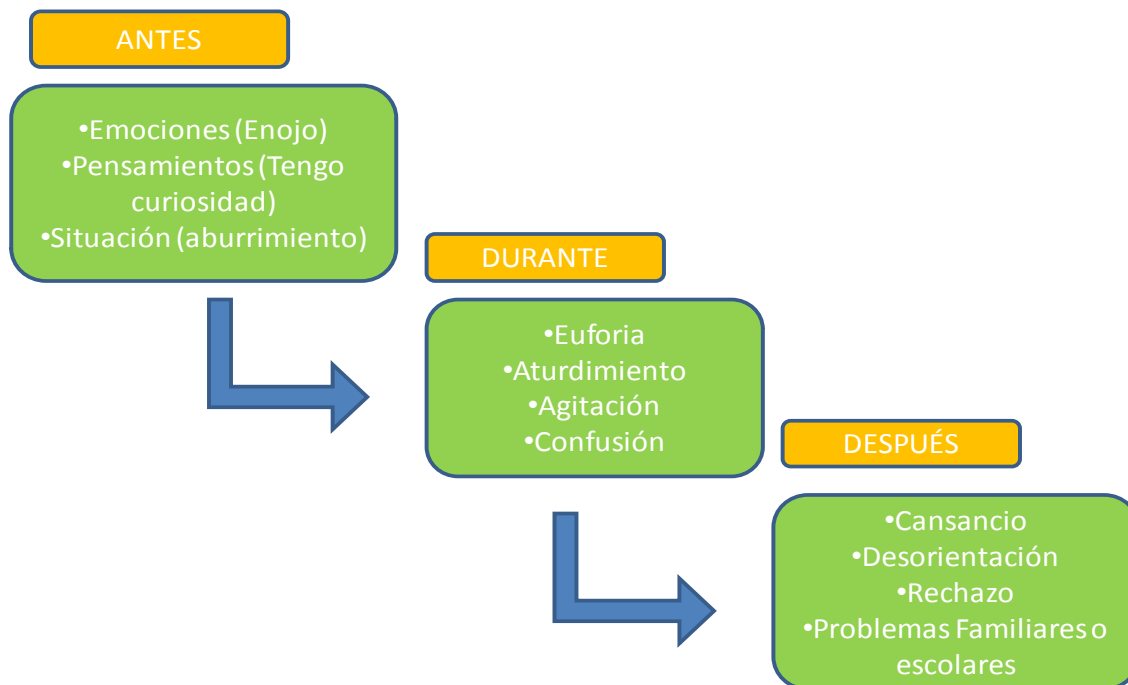 ANTES
•Emociones (Enojo)
•Pensamientos (Tengo
curiosidad)
•Situación (aburrimiento)
DURANTE
•Euforia
•Aturdimiento
•Agitación
•Confusión
DESPUÉS
•Cansancio
•Desorientación
•Rechazo
•Problemas Familiares o
escolares